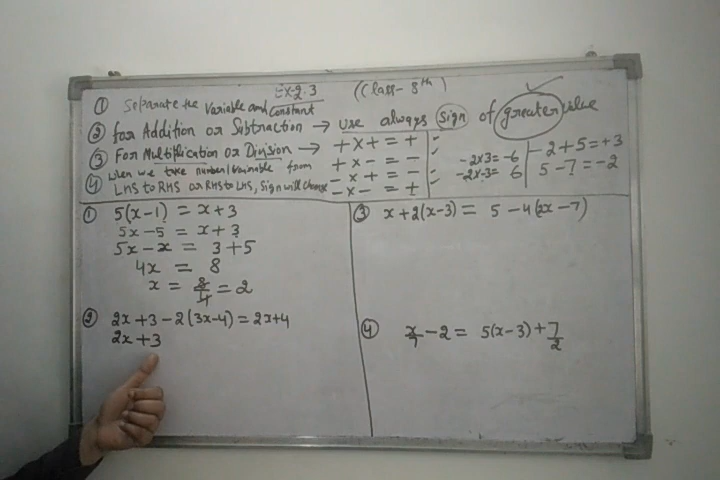 Ex-2.3 (Class-8th)
① Separate the Variable and Constant
② For Addition or Subtraction → use always sign of greater value
③ For Multiplication or Division → + x + = +
+ x - = -
- x + = -
- x - = +
④ When we take number/variable from
LHS to RHS or RHS to LHS, sign will change
-2x3=-6
-2x-3= 6
-2+5=+3
5-7=-2
① 5(x-1) = x+3
5x-5 = x+3
5x-x = 3+5
4x = 8
x = 8/4 = 2
② 2x+3-2(3x-4)=2x+4
2x+3
③ x+2(x-3) = 5-4(2x-7)
④ x/7 -2 = 5(x-3)+7/2